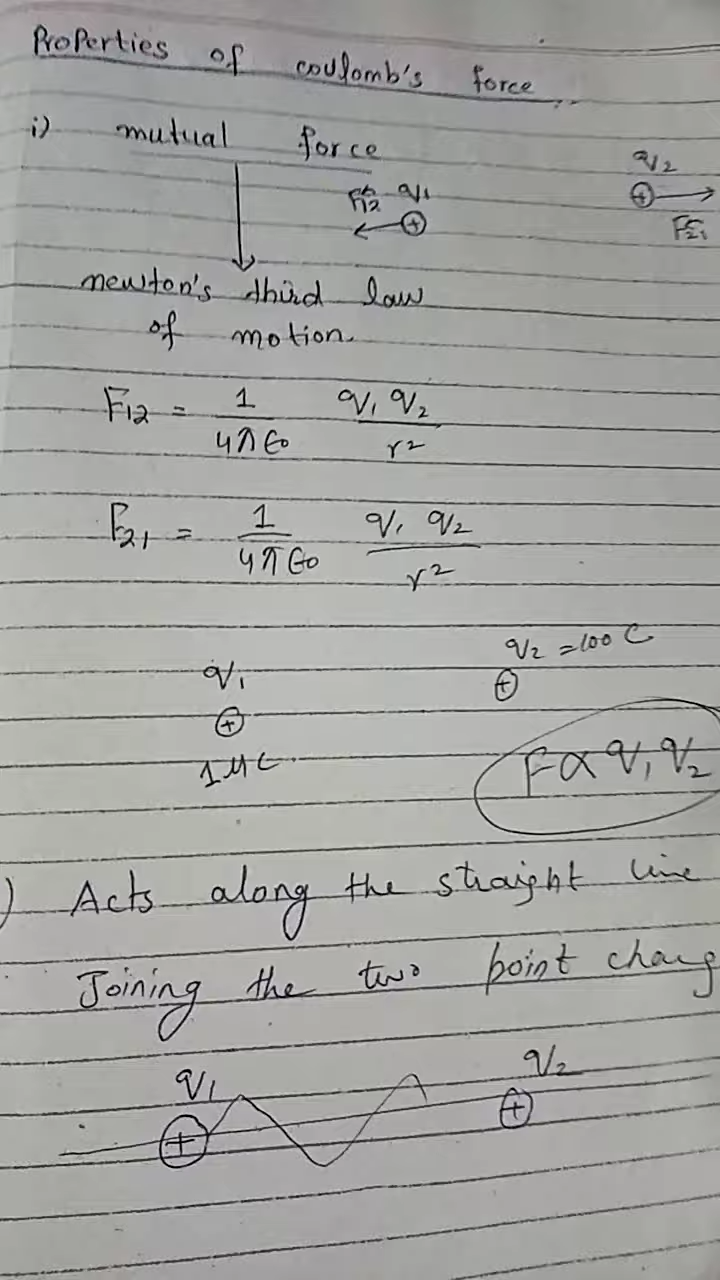 Properties of coulomb's force
i) mutual force
F12 q1
q2
F21
newton's third law
of motion.
F12 = 1/4πϵ0 q1 q2/r²
F21 = 1/4πϵ0 q1 q2/r²
q1
q2 = 100 C
1 μC
F ∝ q1 q2
) Acts along the straight line
Joining the two point charg
q1 q2